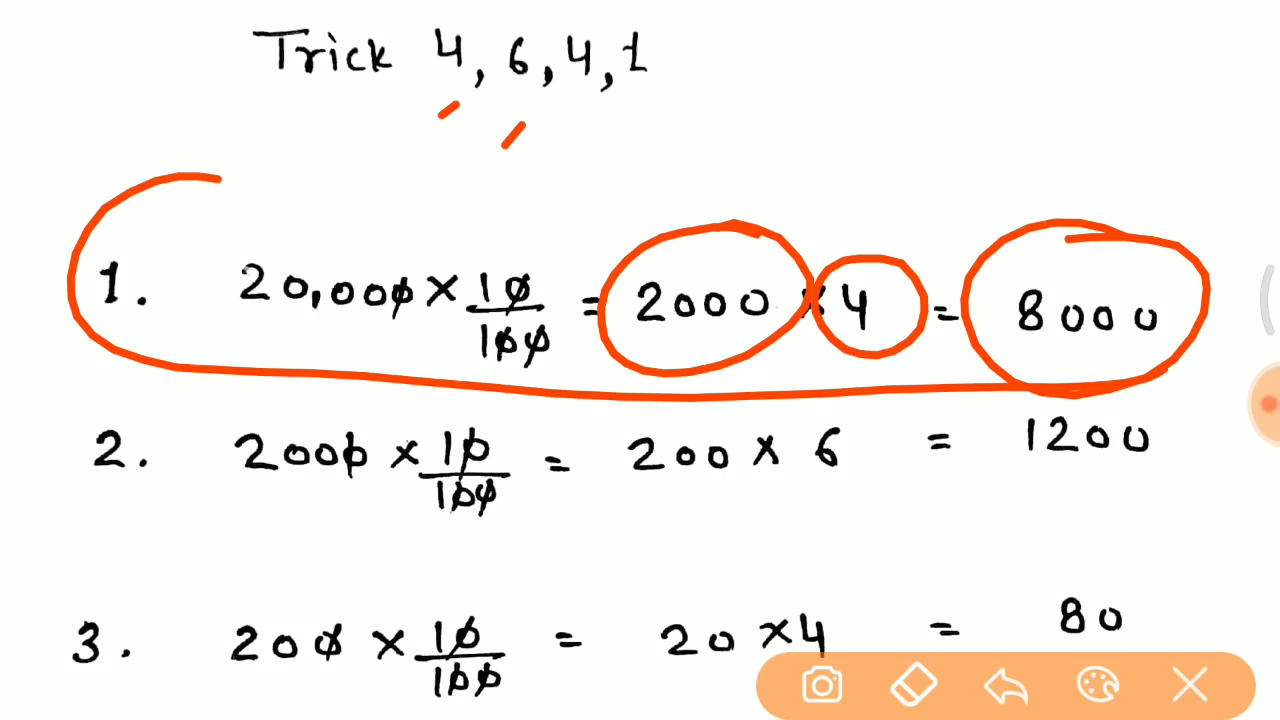 Trick 4, 6, 4, 1
1. 20,000 × 10/100 = 2000 × 4 = 8000
2. 2000 × 10/100 = 200 × 6 = 1200
3. 200 × 10/100 = 20 × 4 = 80